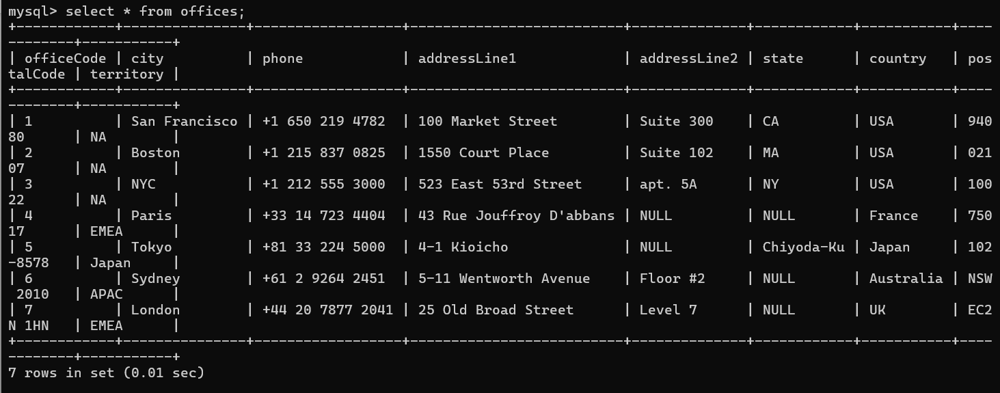 mysql> select * from offices;
+------------+---------------+------------------+--------------------------+--------------+------------+-----------+----
--------+-----------+
| officeCode | city          | phone            | addressLine1             | addressLine2 | state      | country   | pos
talCode | territory |
+------------+---------------+------------------+--------------------------+--------------+------------+-----------+----
--------+-----------+
| 1          | San Francisco | +1 650 219 4782  | 100 Market Street        | Suite 300    | CA         | USA       | 940
80      | NA        |
| 2          | Boston        | +1 215 837 0825  | 1550 Court Place         | Suite 102    | MA         | USA       | 021
07      | NA        |
| 3          | NYC           | +1 212 555 3000  | 523 East 53rd Street     | apt. 5A      | NY         | USA       | 100
22      | NA        |
| 4          | Paris         | +33 14 723 4404  | 43 Rue Jouffroy D'abbans | NULL         | NULL       | France    | 750
17      | EMEA      |
| 5          | Tokyo         | +81 33 224 5000  | 4-1 Kioicho              | NULL         | Chiyoda-Ku | Japan     | 102
-8578   | Japan     |
| 6          | Sydney        | +61 2 9264 2451  | 5-11 Wentworth Avenue    | Floor #2     | NULL       | Australia | NSW
 2010   | APAC      |
| 7          | London        | +44 20 7877 2041 | 25 Old Broad Street      | Level 7      | NULL       | UK        | EC2
N 1HN   | EMEA      |
+------------+---------------+------------------+--------------------------+--------------+------------+-----------+----
--------+-----------+
7 rows in set (0.01 sec)